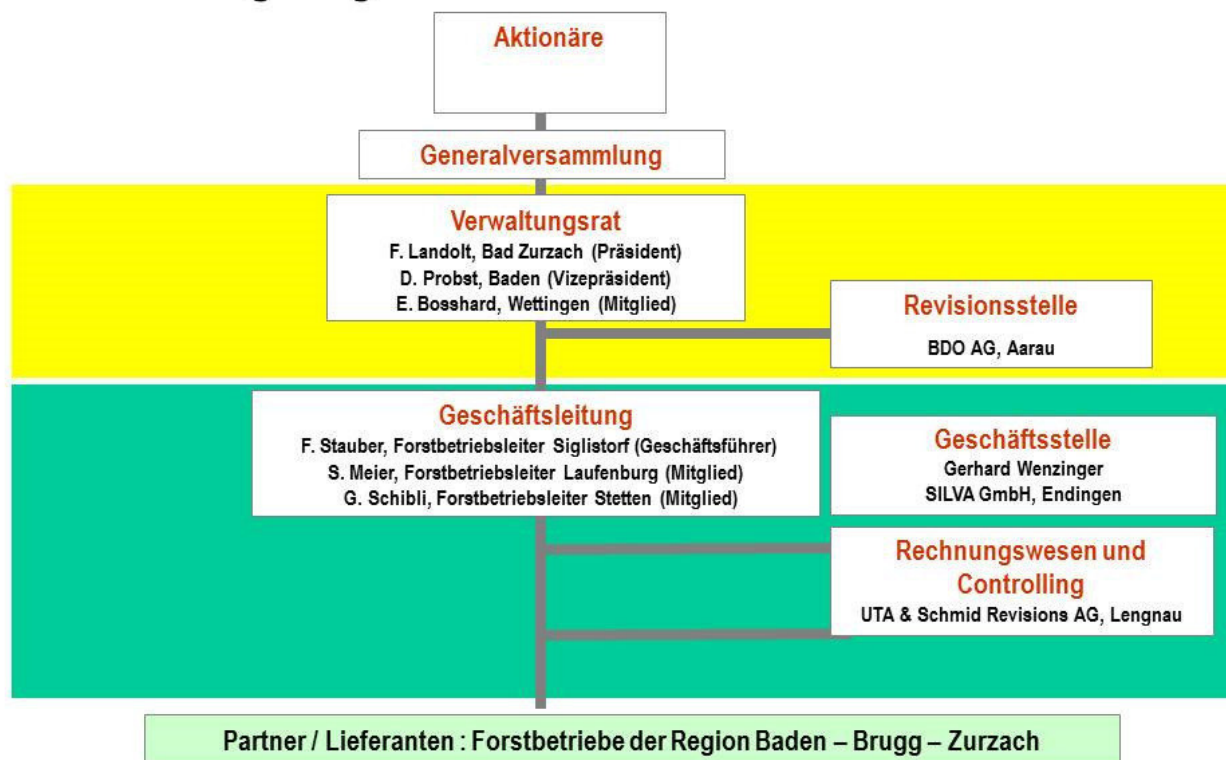 Aktionäre
Generalversammlung
Verwaltungsrat
F. Landolt, Bad Zurzach (Präsident)
D. Probst, Baden (Vizepräsident)
E. Bosshard, Wettingen (Mitglied)
Revisionsstelle
BDO AG, Aarau
Geschäftsleitung
F. Stauber, Forstbetriebsleiter Siglistorf (Geschäftsführer)
S. Meier, Forstbetriebsleiter Laufenburg (Mitglied)
G. Schibli, Forstbetriebsleiter Stetten (Mitglied)
Geschäftsstelle
Gerhard Wenzinger
SILVA GmbH, Endingen
Rechnungswesen und
Controlling
UTA & Schmid Revisions AG, Lengnau
Partner / Lieferanten : Forstbetriebe der Region Baden – Brugg – Zurzach